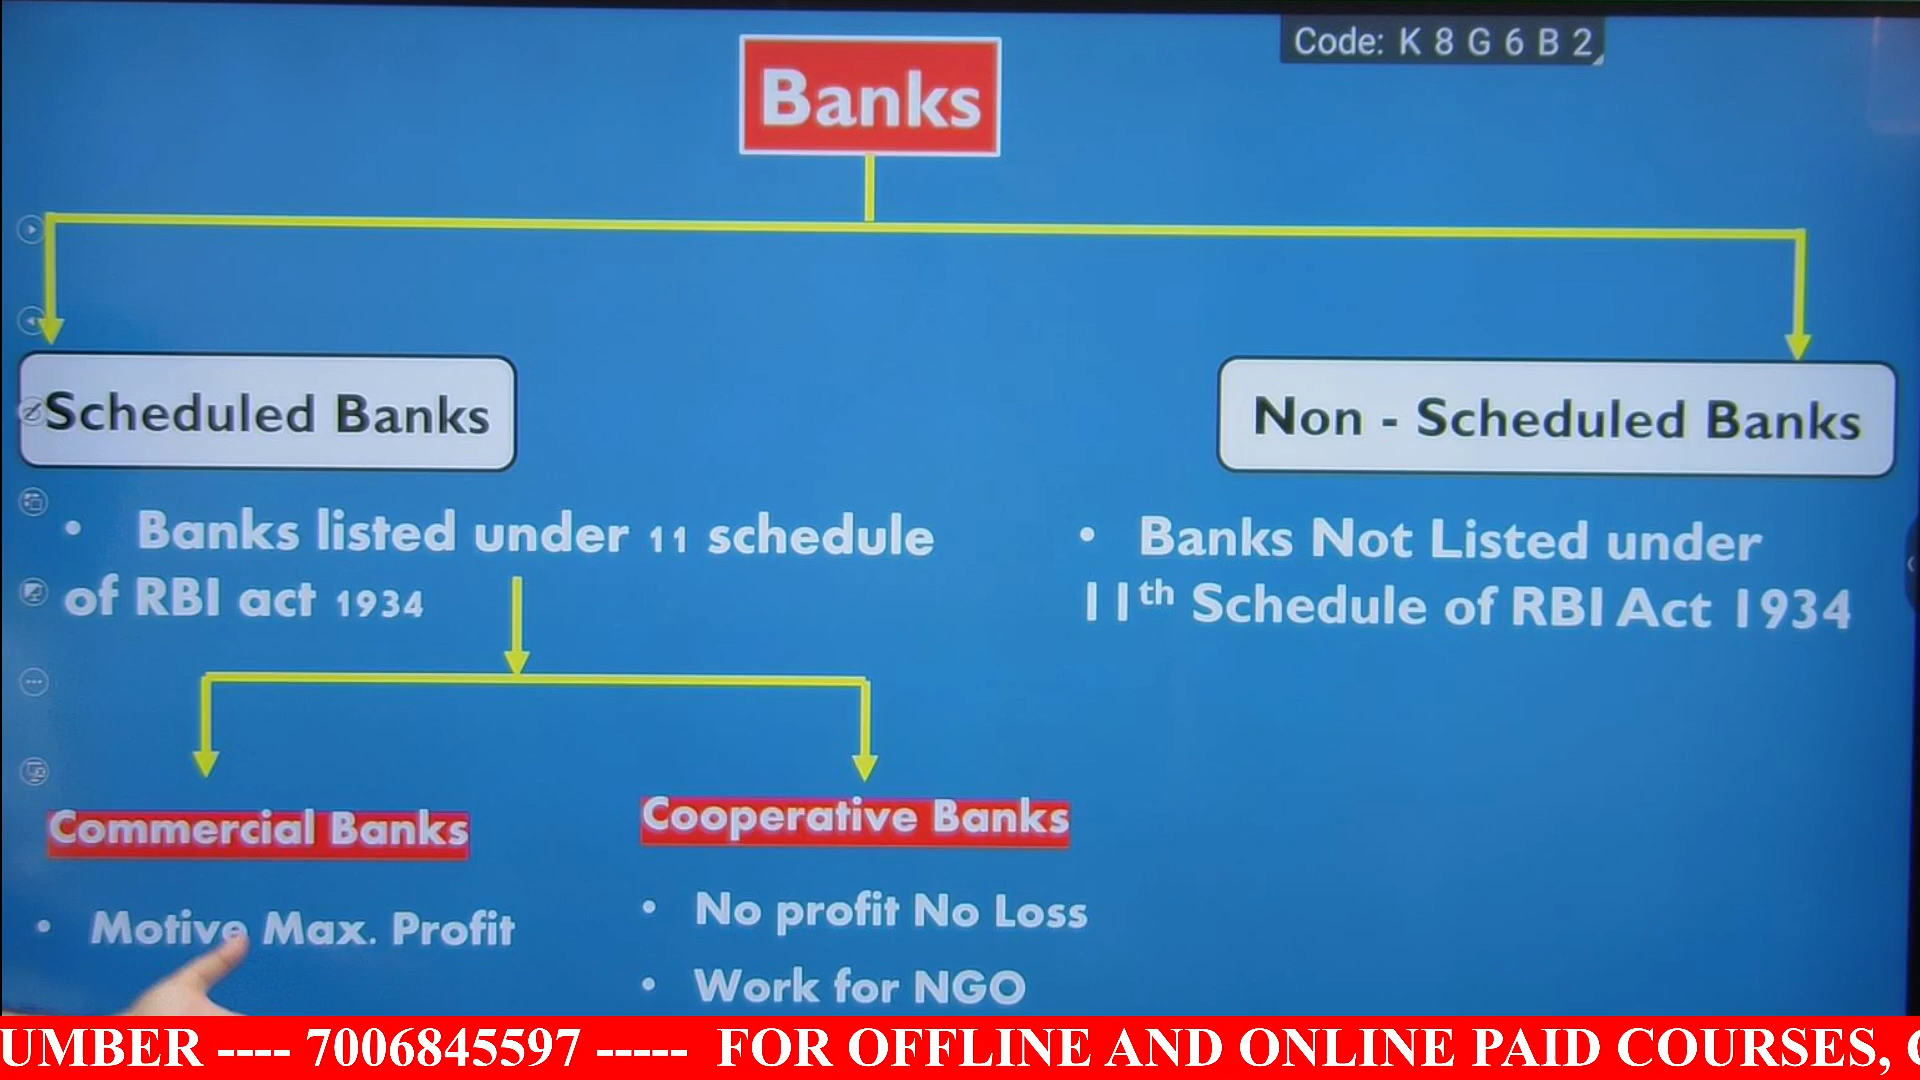 Code: K 8 G 6 B 2
Banks
Scheduled Banks
Non - Scheduled Banks
• Banks listed under 11 schedule
of RBI act 1934
• Banks Not Listed under
11th Schedule of RBI Act 1934
Commercial Banks
Cooperative Banks
• Motive Max. Profit
• No profit No Loss
• Work for NGO
UMBER ---- 7006845597 ----- FOR OFFLINE AND ONLINE PAID COURSES,